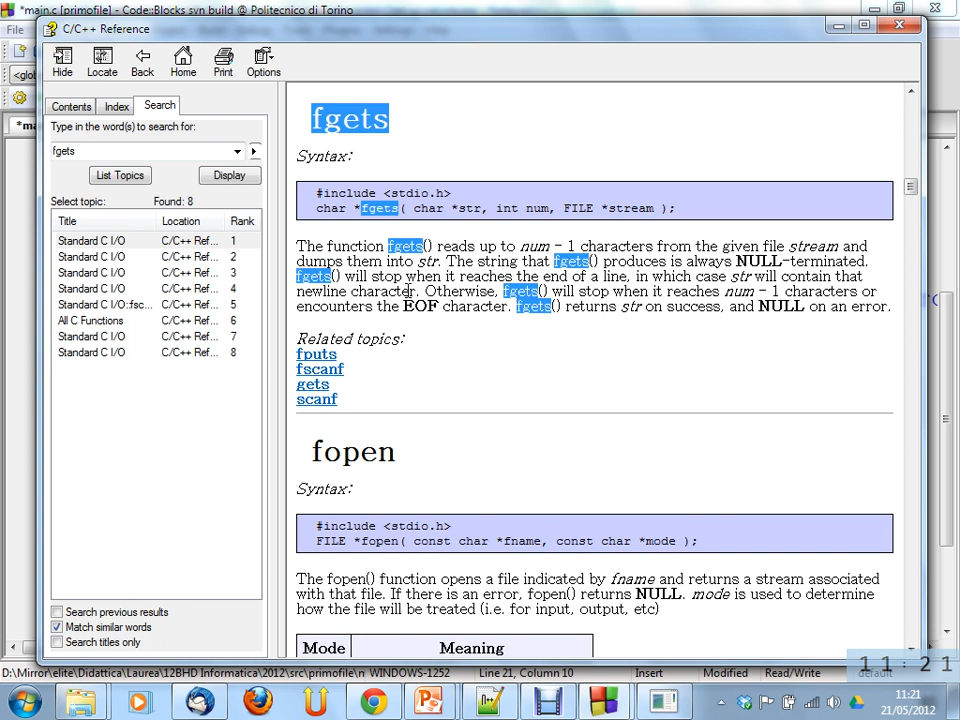 *main.c [primofile] - Code::Blocks svn build @ Politecnico di Torino
File
C/C++ Reference
Hide Locate Back Home Print Options
<glo
*ma
Contents Index Search
Type in the word(s) to search for:
fgets
List Topics Display
Select topic: Found: 8
Title Location Rank
Standard C I/O C/C++ Ref... 1
Standard C I/O C/C++ Ref... 2
Standard C I/O C/C++ Ref... 3
Standard C I/O C/C++ Ref... 4
Standard C I/O:fsc... C/C++ Ref... 5
All C Functions C/C++ Ref... 6
Standard C I/O C/C++ Ref... 7
Standard C I/O C/C++ Ref... 8
Search previous results
Match similar words
Search titles only
fgets
Syntax:
#include <stdio.h>
char *fgets( char *str, int num, FILE *stream );
The function fgets() reads up to num - 1 characters from the given file stream and
dumps them into str. The string that fgets() produces is always NULL-terminated.
fgets() will stop when it reaches the end of a line, in which case str will contain that
newline character. Otherwise, fgets() will stop when it reaches num - 1 characters or
encounters the EOF character. fgets() returns str on success, and NULL on an error.
Related topics:
fputs
fscanf
gets
scanf
fopen
Syntax:
#include <stdio.h>
FILE *fopen( const char *fname, const char *mode );
The fopen() function opens a file indicated by fname and returns a stream associated
with that file. If there is an error, fopen() returns NULL. mode is used to determine
how the file will be treated (i.e. for input, output, etc)
Mode Meaning
D:\Mirror\elite\Didattica\Laurea\12BHD Informatica\2012\src\primofile\n WINDOWS-1252 Line 21, Column 10 Insert Modified Read/Write default
11:21
11:21
21/05/2012